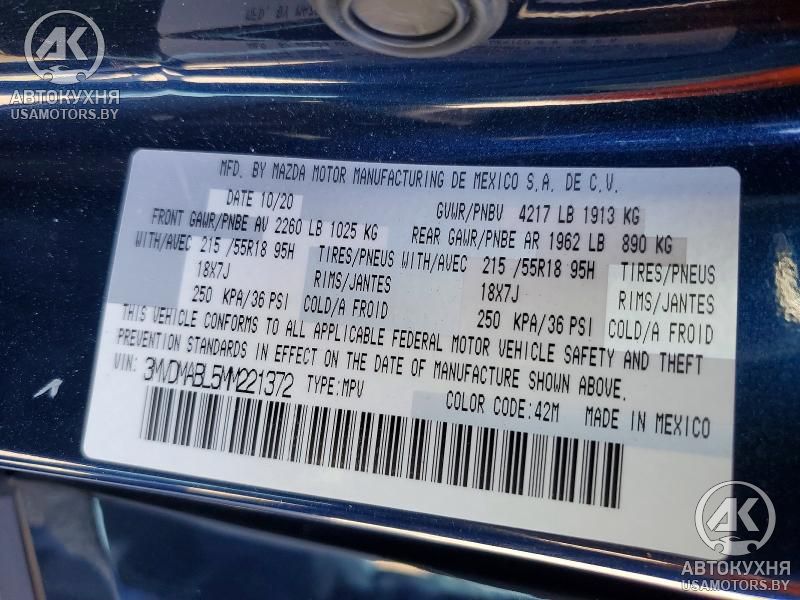 AK
АВТОКУХНЯ
USAMOTORS.BY
MFD. BY MAZDA MOTOR MANUFACTURING DE MEXICO S.A. DE C.V.
DATE 10/20 GVWR/PNBV 4217 LB 1913 KG
FRONT GAWR/PNBE AV 2260 LB 1025 KG REAR GAWR/PNBE AR 1962 LB 890 KG
WITH/AVEC 215 /55R18 95H TIRES/PNEUS WITH/AVEC 215 /55R18 95H TIRES/PNEUS
18X7J RIMS/JANTES 18X7J RIMS/JANTES
250 KPA/36 PSI COLD/A FROID 250 KPA/36 PSI COLD/A FROID
THIS VEHICLE CONFORMS TO ALL APPLICABLE FEDERAL MOTOR VEHICLE SAFETY AND THEFT
PREVENTION STANDARDS IN EFFECT ON THE DATE OF MANUFACTURE SHOWN ABOVE.
VIN: 3MVDMABL5MM221372 TYPE:MPV
COLOR CODE:42M MADE IN MEXICO
AK
АВТОКУХНЯ
USAMOTORS.BY